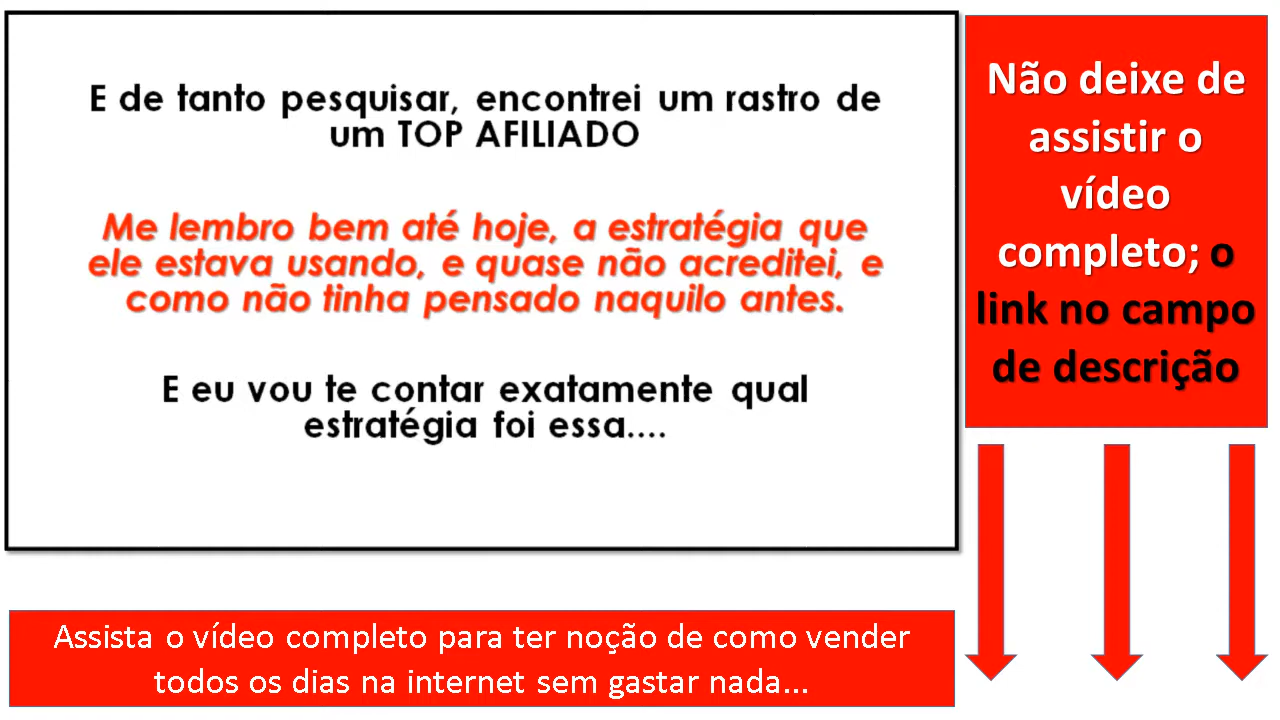 E de tanto pesquisar, encontrei um rastro de
um TOP AFILIADO
Me lembro bem até hoje, a estratégia que
ele estava usando, e quase não acreditei, e
como não tinha pensado naquilo antes.
E eu vou te contar exatamente qual
estratégia foi essa....
Não deixe de
assistir o
vídeo
completo; o
link no campo
de descrição
Assista o vídeo completo para ter noção de como vender
todos os dias na internet sem gastar nada...